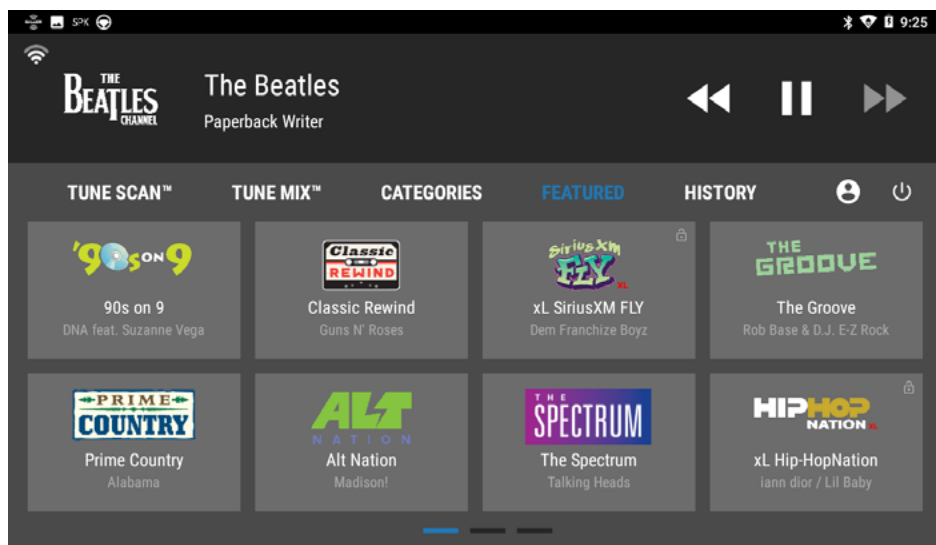 SPK
9:25
THE
BEATLES
CHANNEL
The Beatles
Paperback Writer
TUNE SCAN™ TUNE MIX™ CATEGORIES FEATURED HISTORY
'90s ON 9
90s on 9
DNA feat. Suzanne Vega
Classic
REWIND
Classic Rewind
Guns N' Roses
SiriusXM
FLY
XL
xL SiriusXM FLY
Dem Franchize Boyz
THE
GROOVE
The Groove
Rob Base & D.J. E-Z Rock
PRIME
COUNTRY
Prime Country
Alabama
ALT
NATION
Alt Nation
Madison!
THE
SPECTRUM
The Spectrum
Talking Heads
HIPHOP
NATION XL
xL Hip-HopNation
iann dior / Lil Baby